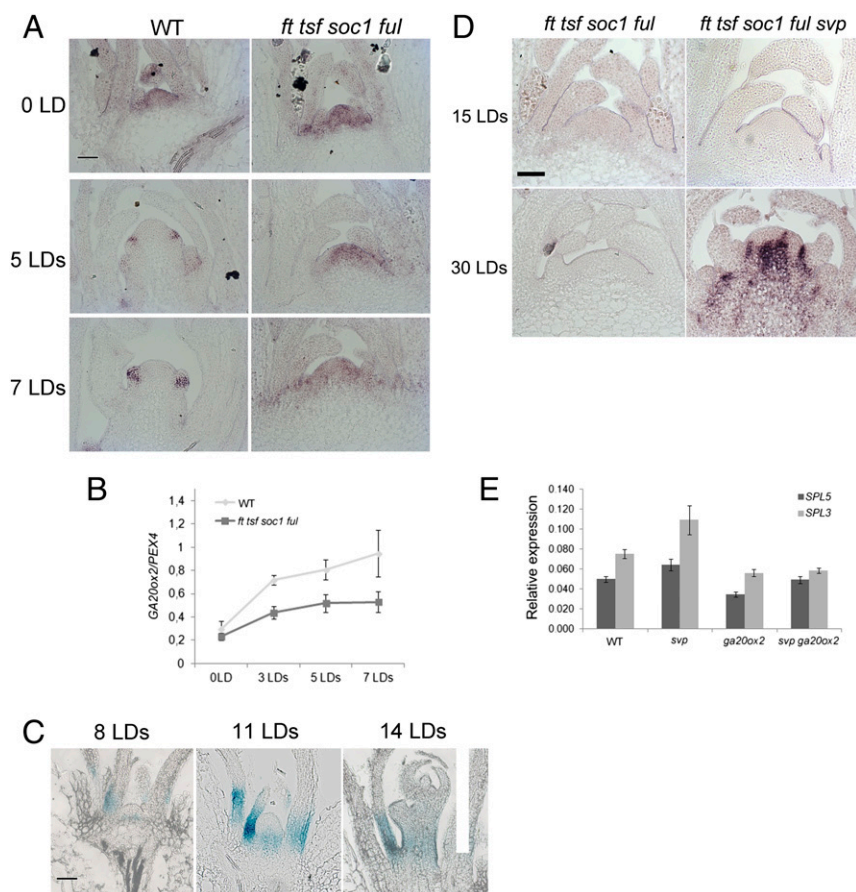 A
WT
ft tsf soc1 ful
0 LD
5 LDs
7 LDs
D
ft tsf soc1 ful
ft tsf soc1 ful svp
15 LDs
30 LDs
B
GA20ox2/PEX4
1,4
1,2
1
0,8
0,6
0,4
0,2
0
WT
ft tsf soc1 ful
0LD
3 LDs
5 LDs
7 LDs
E
Relative expression
0.140
0.120
0.100
0.080
0.060
0.040
0.020
0.000
SPL5
SPL3
WT
svp
ga20ox2
svp ga20ox2
C
8 LDs
11 LDs
14 LDs